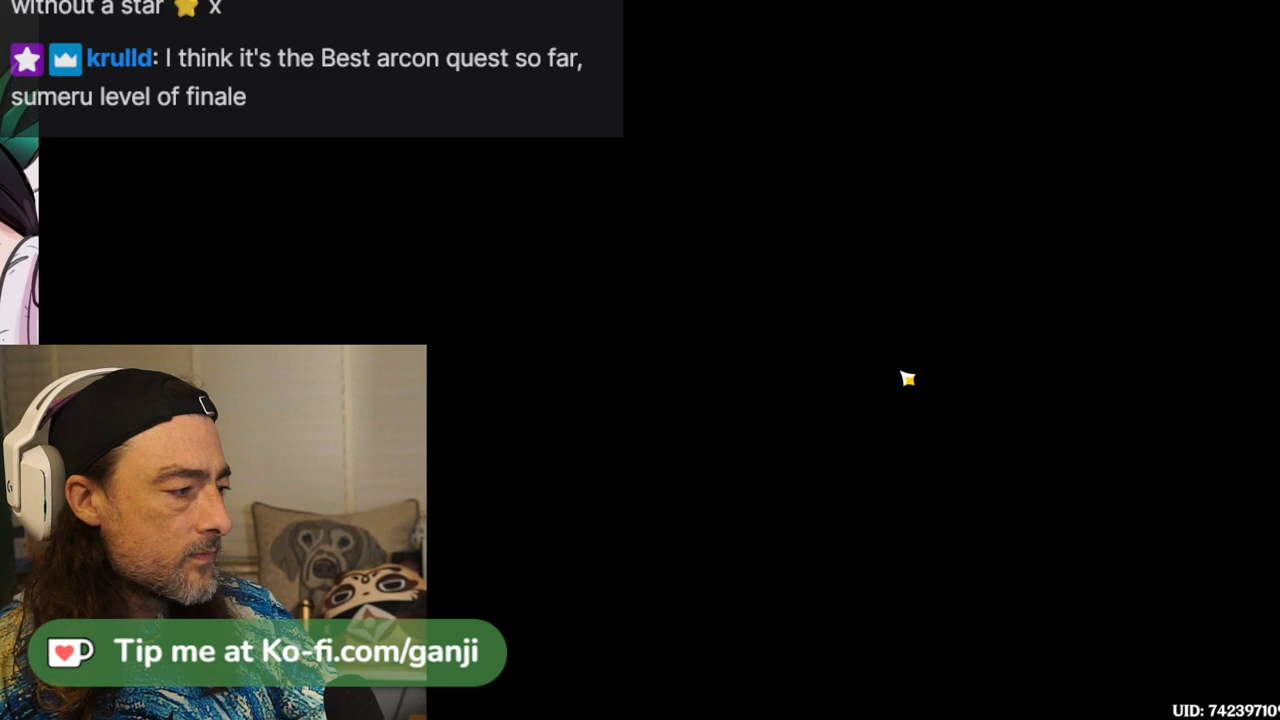 without a star ⭐ x
krulld: I think it's the Best arcon quest so far,
sumeru level of finale
Tip me at Ko-fi.com/ganji
UID: 742397109